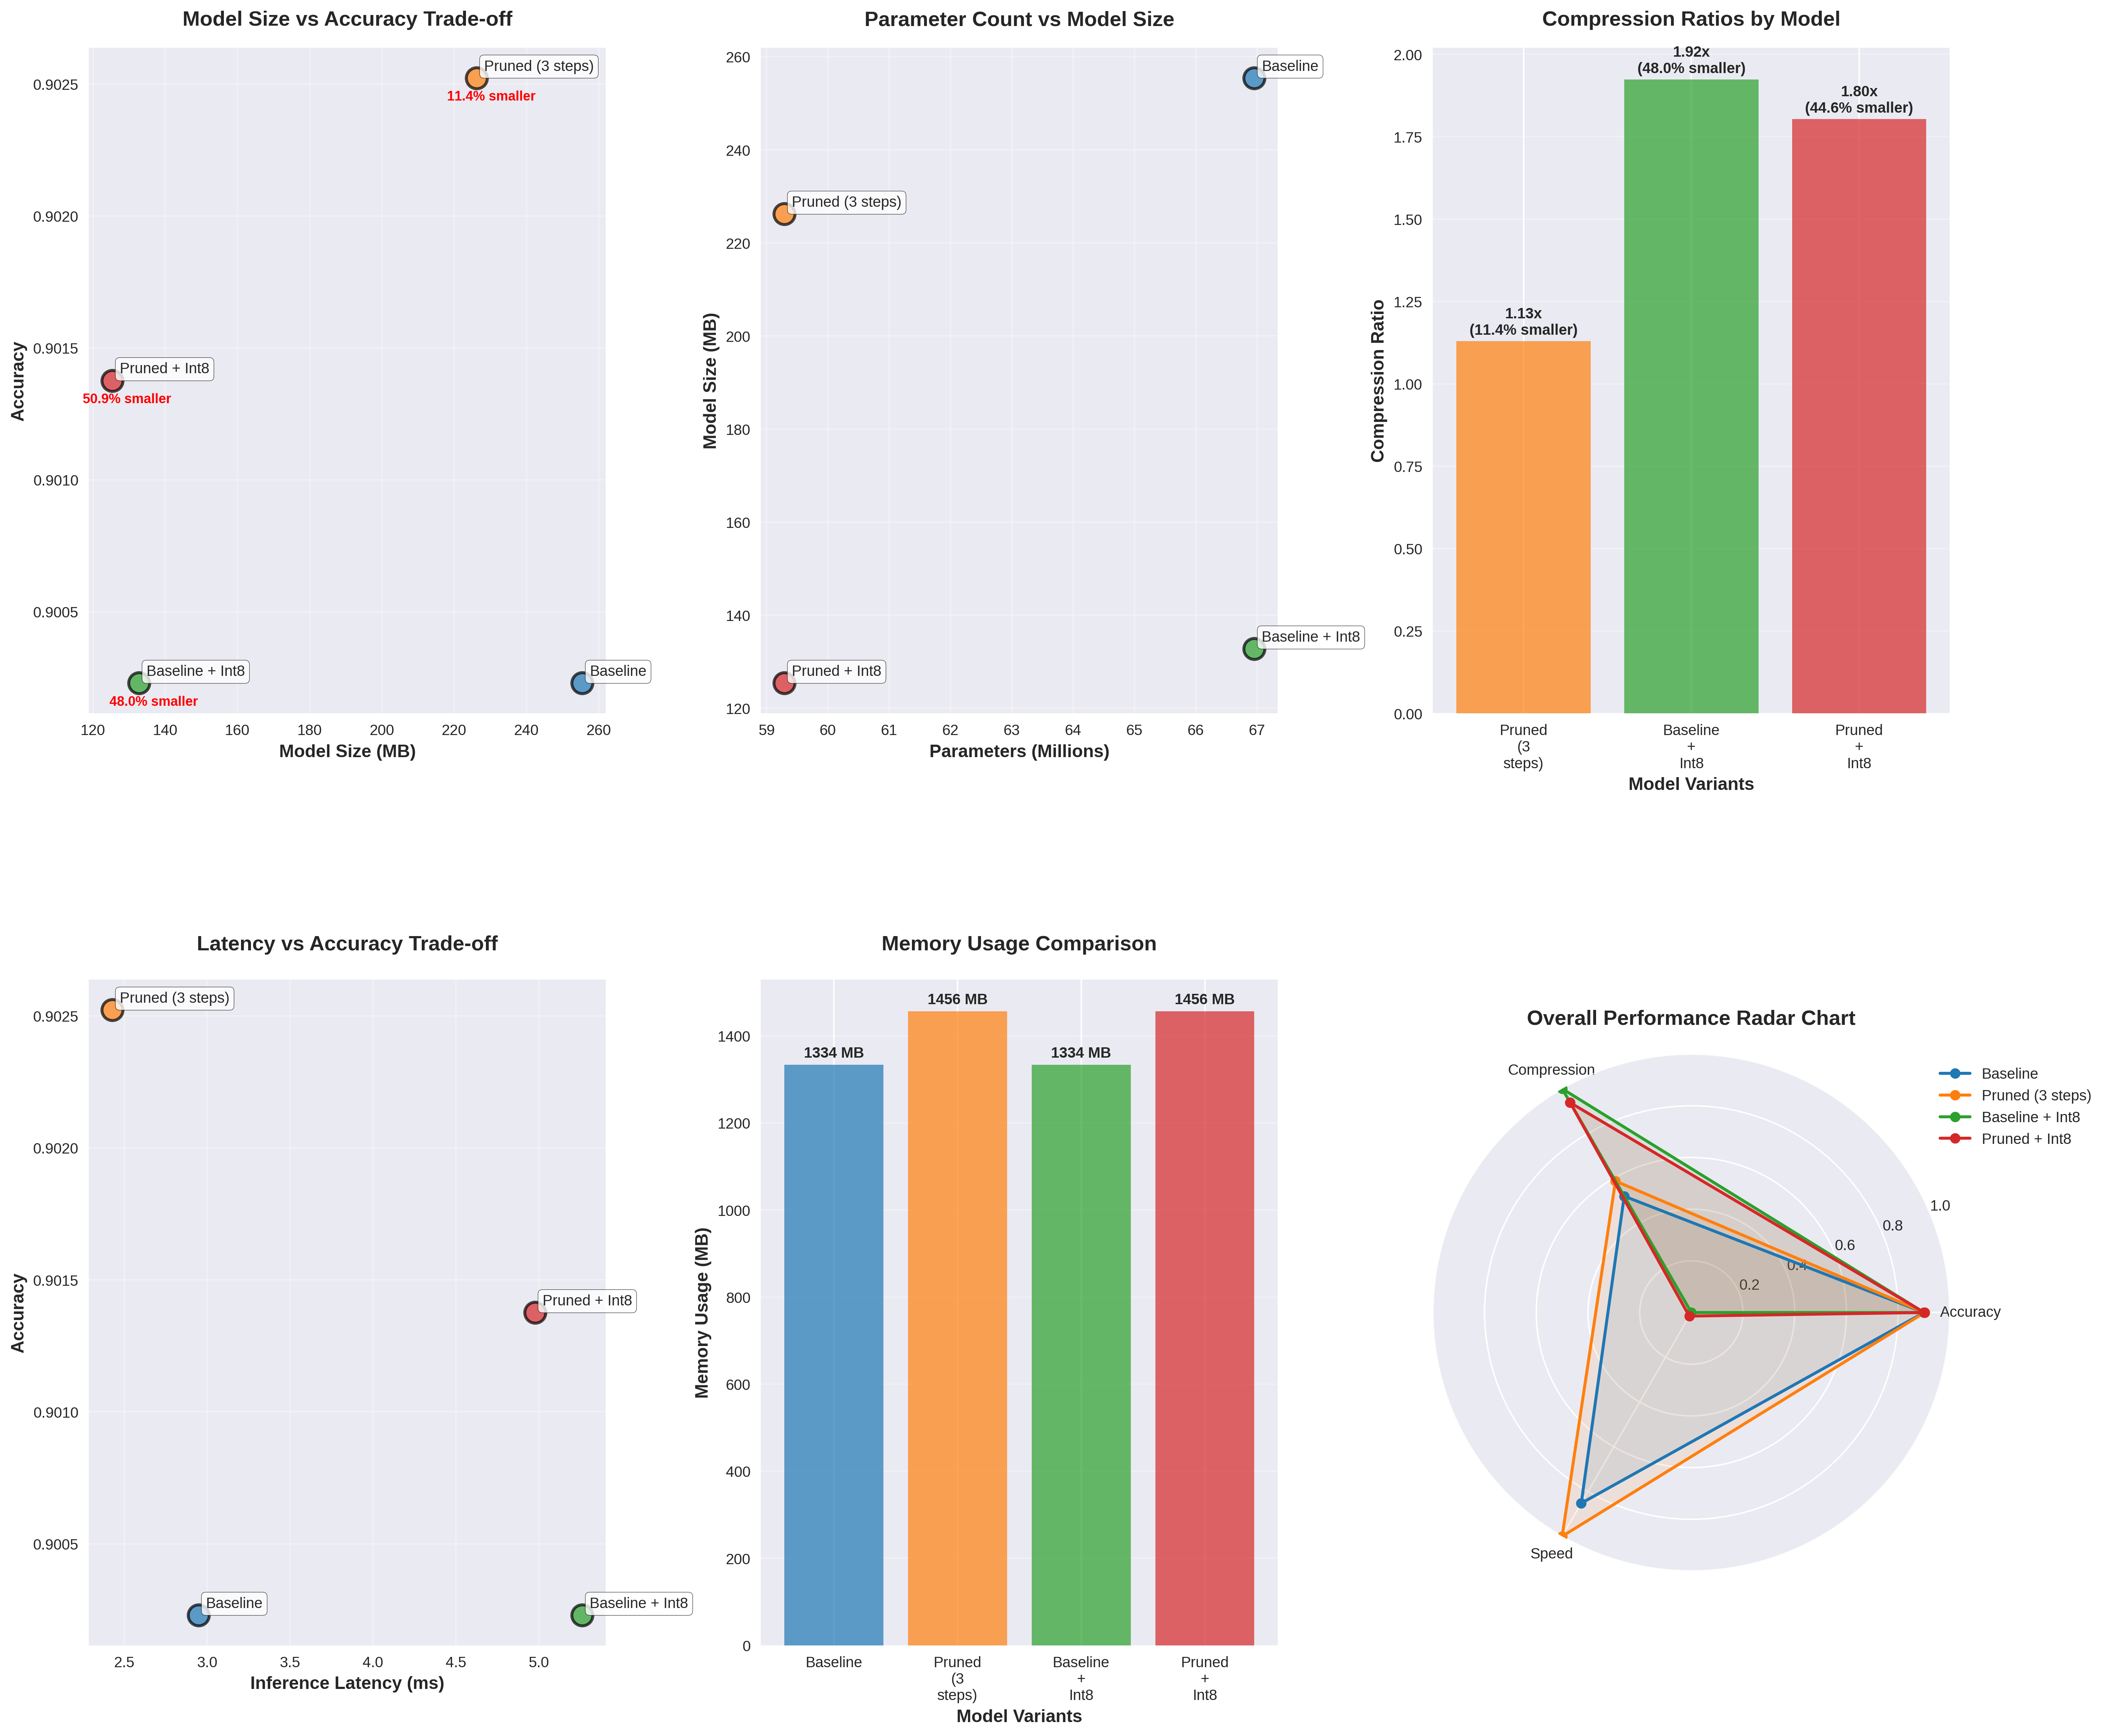 Model Size vs Accuracy Trade-off
Accuracy
0.9025
0.9020
0.9015
0.9010
0.9005
Pruned (3 steps)
11.4% smaller
Pruned + Int8
50.9% smaller
Baseline + Int8
48.0% smaller
Baseline
120 140 160 180 200 220 240 260
Model Size (MB)
Parameter Count vs Model Size
Model Size (MB)
260
240
220
200
180
160
140
120
Baseline
Pruned (3 steps)
Baseline + Int8
Pruned + Int8
59 60 61 62 63 64 65 66 67
Parameters (Millions)
Compression Ratios by Model
Compression Ratio
2.00
1.75
1.50
1.25
1.00
0.75
0.50
0.25
0.00
1.13x
(11.4% smaller)
1.92x
(48.0% smaller)
1.80x
(44.6% smaller)
Pruned
(3
steps)
Baseline
+
Int8
Pruned
+
Int8
Model Variants
Latency vs Accuracy Trade-off
Accuracy
0.9025
0.9020
0.9015
0.9010
0.9005
Pruned (3 steps)
Pruned + Int8
Baseline
Baseline + Int8
2.5 3.0 3.5 4.0 4.5 5.0
Inference Latency (ms)
Memory Usage Comparison
Memory Usage (MB)
1400
1200
1000
800
600
400
200
0
1334 MB
1456 MB
1334 MB
1456 MB
Baseline
Pruned
(3
steps)
Baseline
+
Int8
Pruned
+
Int8
Model Variants
Overall Performance Radar Chart
Compression
Accuracy
Speed
0.2
0.4
0.6
0.8
1.0
Baseline
Pruned (3 steps)
Baseline + Int8
Pruned + Int8